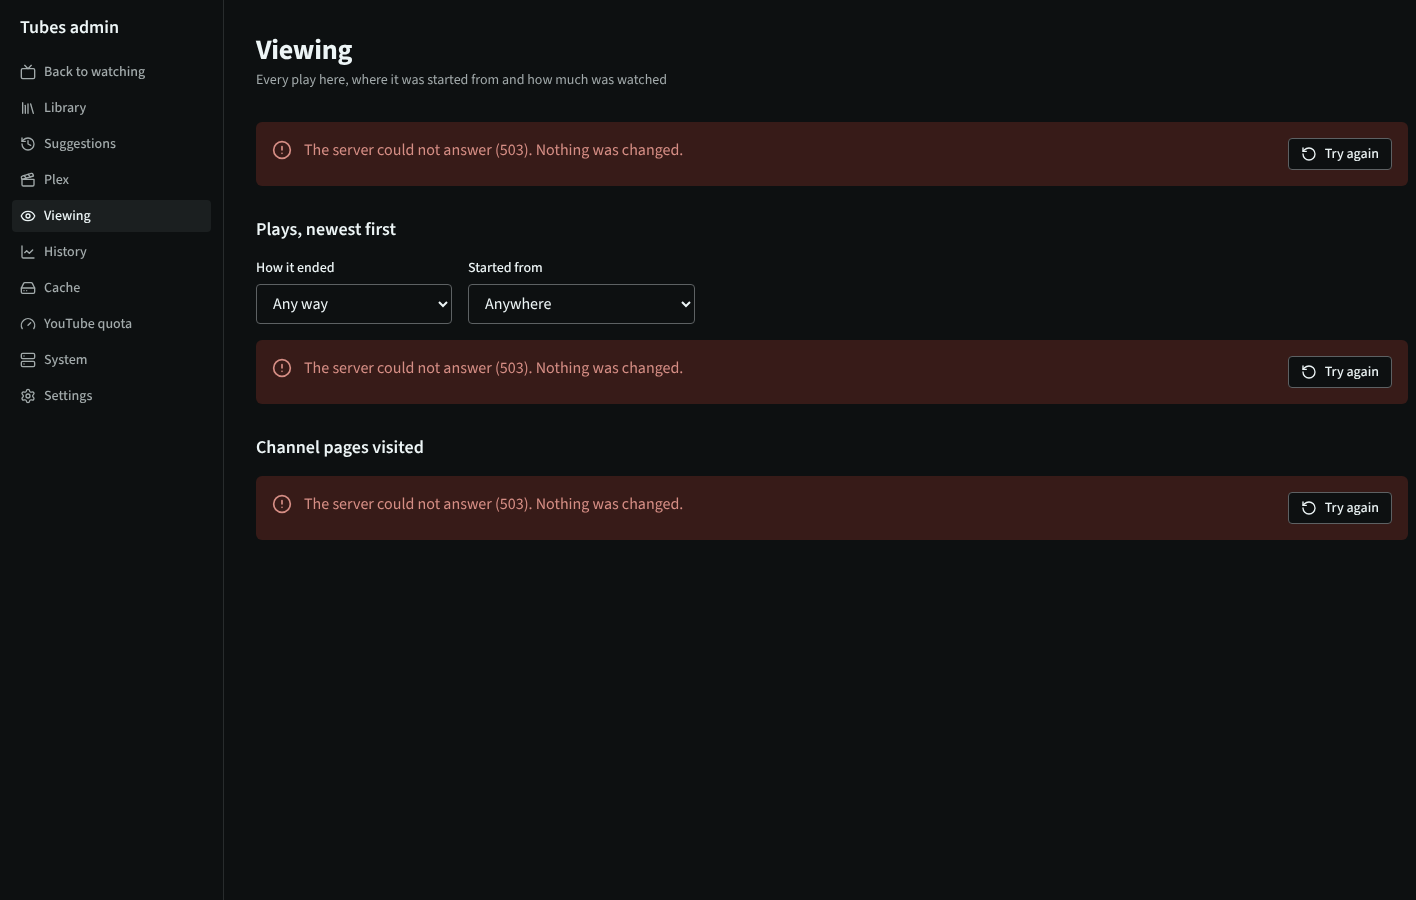 Tubes admin
Back to watching
Library
Suggestions
Plex
Viewing
History
Cache
YouTube quota
System
Settings
Viewing
Every play here, where it was started from and how much was watched
The server could not answer (503). Nothing was changed.
Try again
Plays, newest first
How it ended
Started from
Any way
Anywhere
The server could not answer (503). Nothing was changed.
Try again
Channel pages visited
The server could not answer (503). Nothing was changed.
Try again